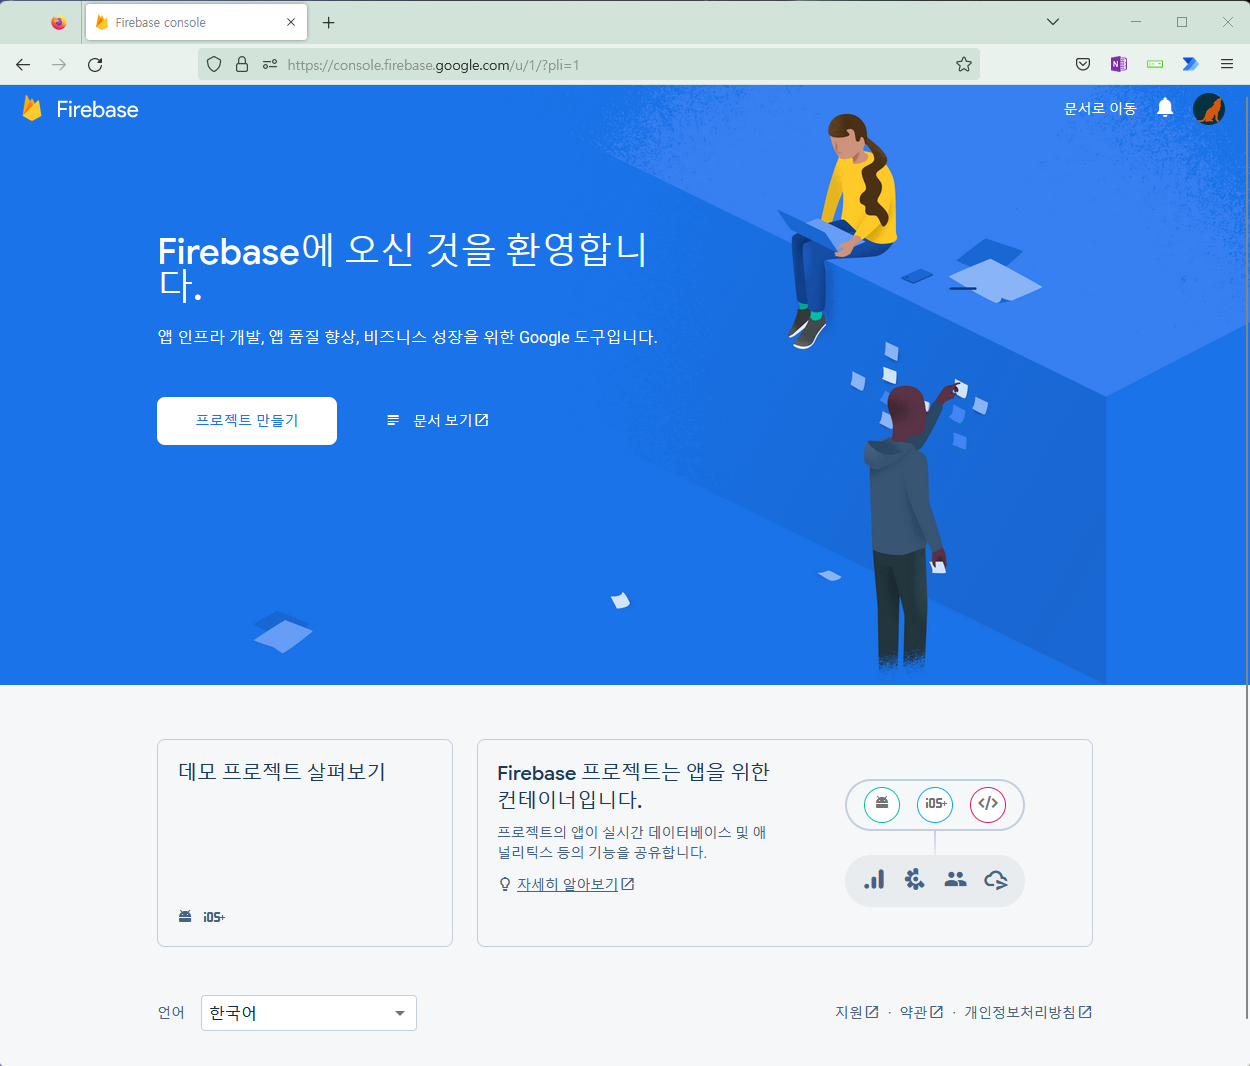 Firebase console
https://console.firebase.google.com/u/1/?pli=1
Firebase
문서로 이동
Firebase에 오신 것을 환영합니
다.
앱 인프라 개발, 앱 품질 향상, 비즈니스 성장을 위한 Google 도구입니다.
프로젝트 만들기
문서 보기
데모 프로젝트 살펴보기
iOS+
Firebase 프로젝트는 앱을 위한
컨테이너입니다.
프로젝트의 앱이 실시간 데이터베이스 및 애
널리틱스 등의 기능을 공유합니다.
자세히 알아보기
iOS+
언어
한국어
지원 · 약관 · 개인정보처리방침